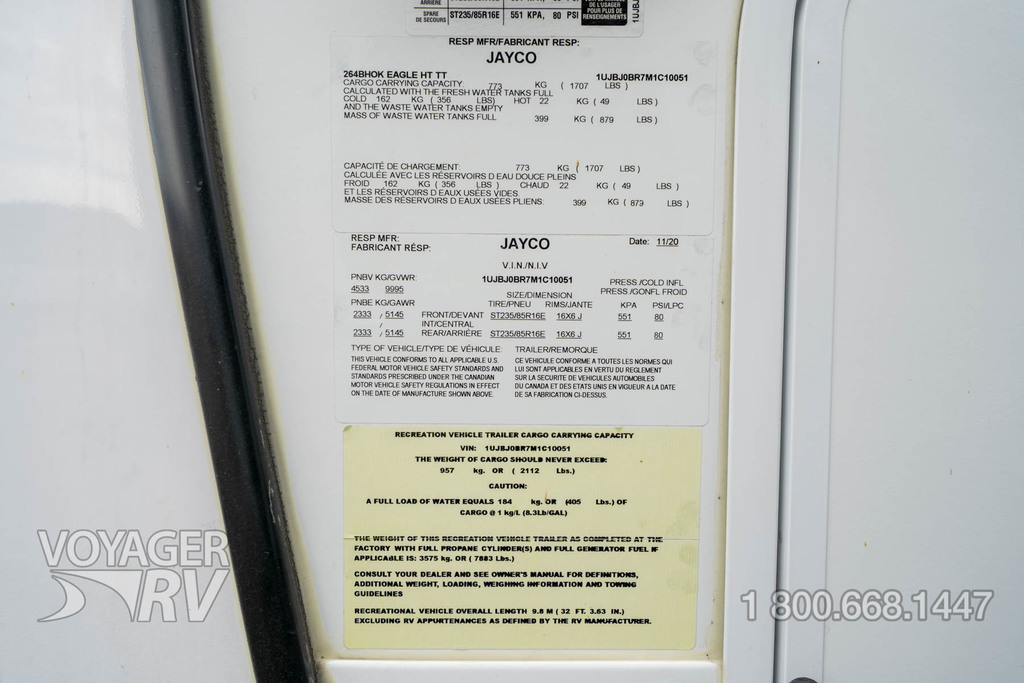 ARRIÈRE
SPARE DE SECOURS ST235/85R16E 551 KPA, 80 PSI
D L'USAGER
POUR PLUS DE
RENSEIGNEMENTS
RESP MFR/FABRICANT RESP:
JAYCO
264BHOK EAGLE HT TT 1UJBJ0BR7M1C10051
CARGO CARRYING CAPACITY: 773 KG ( 1707 LBS )
CALCULATED WITH THE FRESH WATER TANKS FULL
COLD 162 KG ( 356 LBS) HOT 22 KG ( 49 LBS )
AND THE WASTE WATER TANKS EMPTY
MASS OF WASTE WATER TANKS FULL 399 KG ( 879 LBS )
CAPACITÉ DE CHARGEMENT: 773 KG ( 1707 LBS )
CALCULÉE AVEC LES RÉSERVOIRS D EAU DOUCE PLEINS
FROID 162 KG ( 356 LBS ) CHAUD 22 KG ( 49 LBS )
ET LES RÉSERVOIRS D EAUX USÉES VIDES
MASSE DES RÉSERVOIRS D EAUX USÉES PLIENS: 399 KG ( 879 LBS )
RESP MFR: JAYCO Date: 11/20
FABRICANT RÉSP:
V.I.N./N.I.V
PNBV KG/GVWR: 1UJBJ0BR7M1C10051 PRESS /COLD INFL
4533 9995 SIZE/DIMENSION PRESS /GONFL FROID
PNBE KG/GAWR TIRE/PNEU RIMS/JANTE KPA PSI/LPC
2333 / 5145 FRONT/DEVANT ST235/85R16E 16X6 J 551 80
/ INT/CENTRAL
2333 / 5145 REAR/ARRIÈRE ST235/85R16E 16X6 J 551 80
TYPE OF VEHICLE/TYPE DE VÉHICULE: TRAILER/REMORQUE
THIS VEHICLE CONFORMS TO ALL APPLICABLE U.S.
FEDERAL MOTOR VEHICLE SAFETY STANDARDS AND
STANDARDS PRESCRIBED UNDER THE CANADIAN
MOTOR VEHICLE SAFETY REGULATIONS IN EFFECT
ON THE DATE OF MANUFACTURE SHOWN ABOVE.
CE VEHICULE CONFORME A TOUTES LES NORMES QUI
LUI SONT APPLICABLES EN VERTU DU REGLEMENT
SUR LA SECURITE DE VEHICULES AUTOMOBILES
DU CANADA ET DES ETATS UNIS EN VIGUEUR A LA DATE
DE SA FABRICATION CI-DESSUS.
RECREATION VEHICLE TRAILER CARGO CARRYING CAPACITY
VIN: 1UJBJ0BR7M1C10051
THE WEIGHT OF CARGO SHOULD NEVER EXCEED:
957 kg. OR ( 2112 Lbs.)
CAUTION:
A FULL LOAD OF WATER EQUALS 184 kg. OR (405 Lbs.) OF
CARGO @ 1 kg/L (8.3Lb/GAL)
THE WEIGHT OF THIS RECREATION VEHICLE TRAILER AS COMPLETED AT THE
FACTORY WITH FULL PROPANE CYLINDER(S) AND FULL GENERATOR FUEL IF
APPLICABLE IS: 3575 kg. OR ( 7883 Lbs.)
CONSULT YOUR DEALER AND SEE OWNER'S MANUAL FOR DEFINITIONS,
ADDITIONAL WEIGHT, LOADING, WEIGHING INFORMATION AND TOWING
GUIDELINES
RECREATIONAL VEHICLE OVERALL LENGTH 9.8 M ( 32 FT. 3.63 IN.)
EXCLUDING RV APPURTENANCES AS DEFINED BY THE RV MANUFACTURER.
VOYAGER
RV
1 800.668.1447